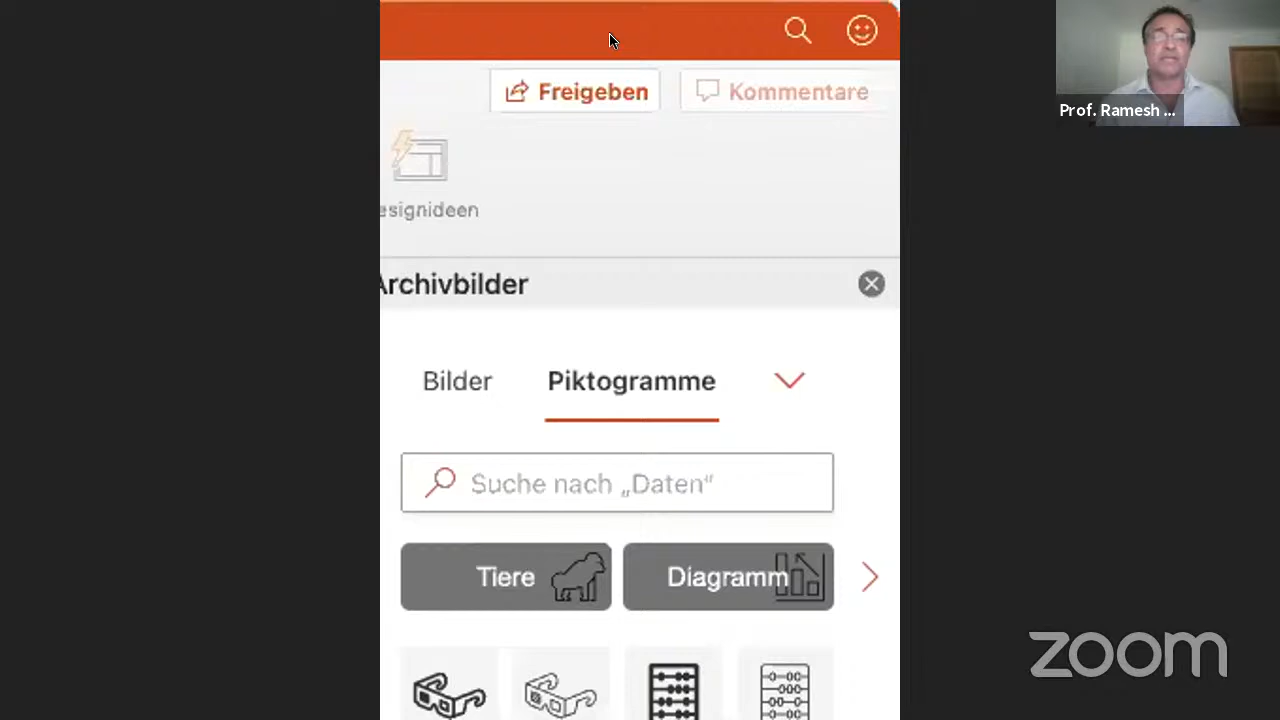 Prof. Ramesh ...
Freigeben
Kommentare
esignideen
Archivbilder
Bilder
Piktogramme
Suche nach „Daten“
Tiere
Diagramm
zoom